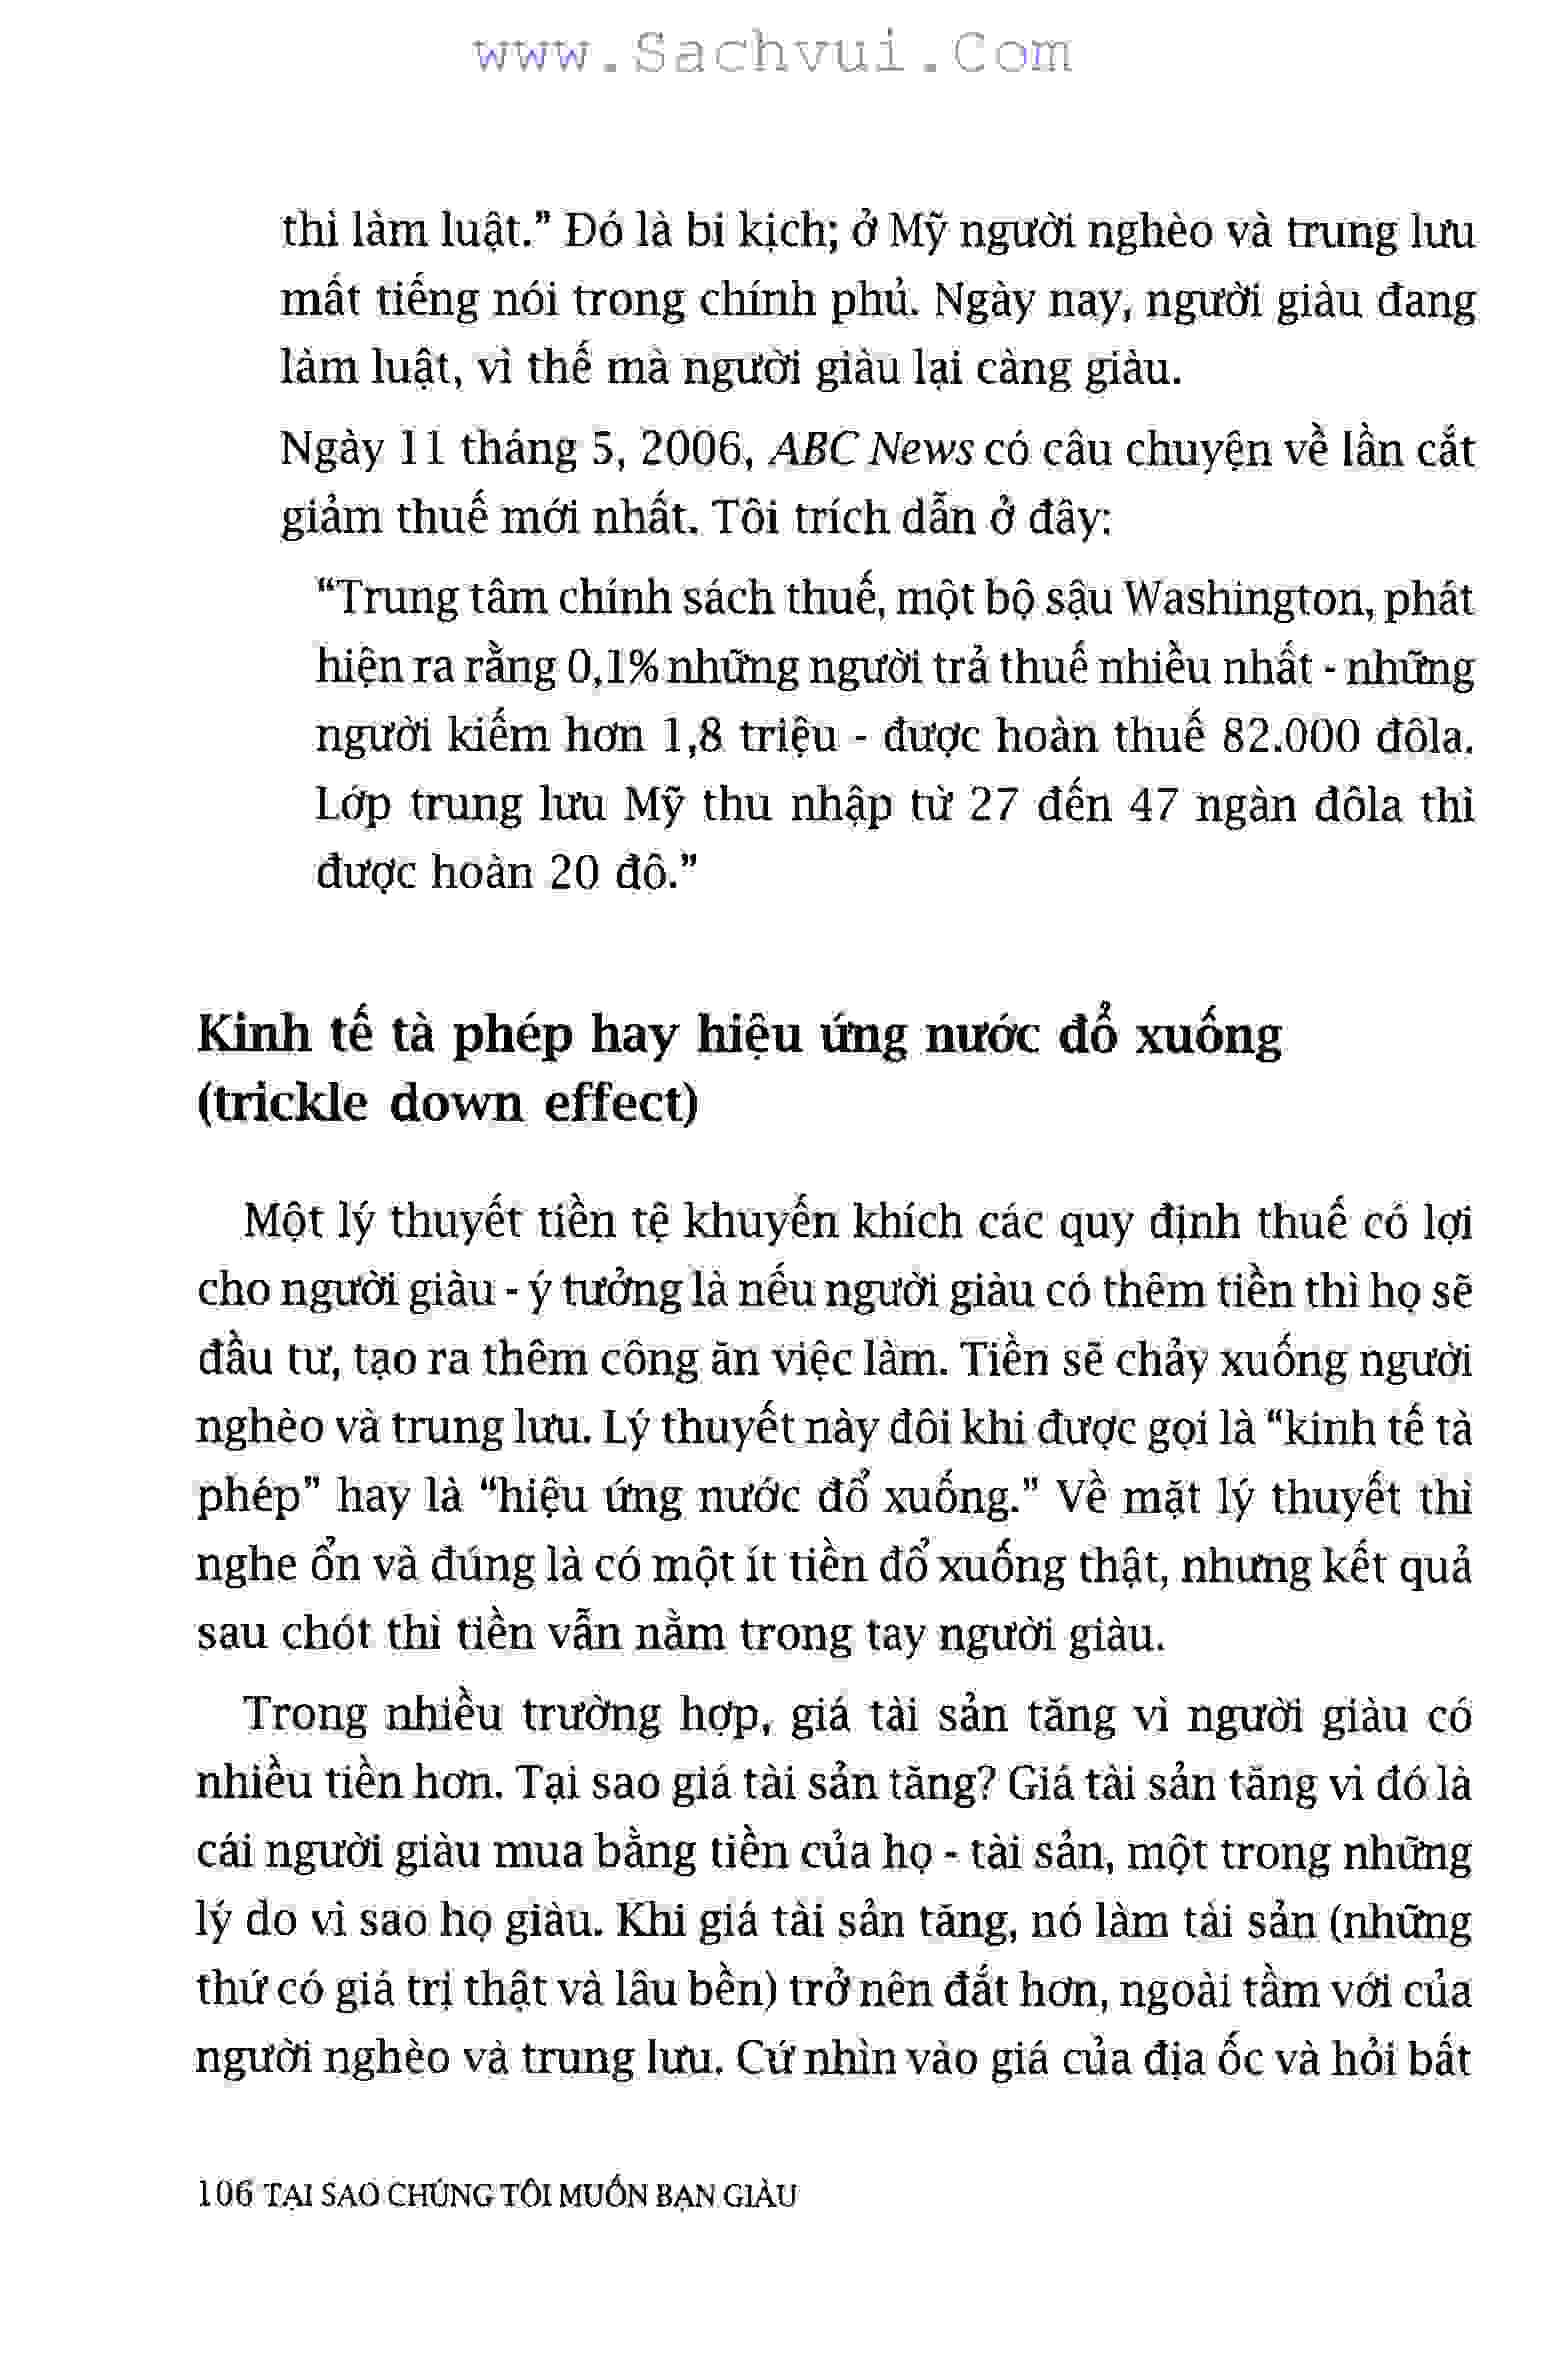 www.Sachvui.Com
thì làm luật.” Đó là bi kịch; ở Mỹ người nghèo và trung lưu
mất tiếng nói trong chính phủ. Ngày nay, người giàu đang
làm luật, vì thế mà người giàu lại càng giàu.
Ngày 11 tháng 5, 2006, ABC News có câu chuyện về lần cắt
giảm thuế mới nhất. Tôi trích dẫn ở đây:
“Trung tâm chính sách thuế, một bộ sậu Washington, phát
hiện ra rằng 0,1% những người trả thuế nhiều nhất - những
người kiếm hơn 1,8 triệu - được hoàn thuế 82.000 đôla.
Lớp trung lưu Mỹ thu nhập từ 27 đến 47 ngàn đôla thì
được hoàn 20 đô.”
Kinh tế tà phép hay hiệu ứng nước đổ xuống
(trickle down effect)
Một lý thuyết tiền tệ khuyến khích các quy định thuế có lợi
cho người giàu - ý tưởng là nếu người giàu có thêm tiền thì họ sẽ
đầu tư, tạo ra thêm công ăn việc làm. Tiền sẽ chảy xuống người
nghèo và trung lưu. Lý thuyết này đôi khi được gọi là “kinh tế tà
phép” hay là “hiệu ứng nước đổ xuống.” Về mặt lý thuyết thì
nghe ổn và đúng là có một ít tiền đổ xuống thật, nhưng kết quả
sau chót thì tiền vẫn nằm trong tay người giàu.
Trong nhiều trường hợp, giá tài sản tăng vì người giàu có
nhiều tiền hơn. Tại sao giá tài sản tăng? Giá tài sản tăng vì đó là
cái người giàu mua bằng tiền của họ - tài sản, một trong những
lý do vì sao họ giàu. Khi giá tài sản tăng, nó làm tài sản (những
thứ có giá trị thật và lâu bền) trở nên đắt hơn, ngoài tầm với của
người nghèo và trung lưu. Cứ nhìn vào giá của địa ốc và hỏi bất
106 TẠI SAO CHÚNG TÔI MUỐN BẠN GIÀU